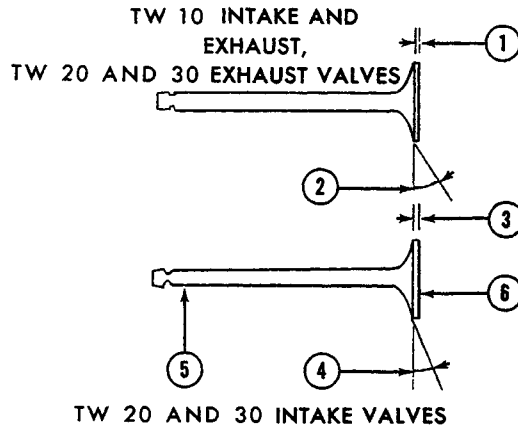 TW 10 INTAKE AND
EXHAUST,
TW 20 AND 30 EXHAUST VALVES
1
2
3
6
5
4
TW 20 AND 30 INTAKE VALVES